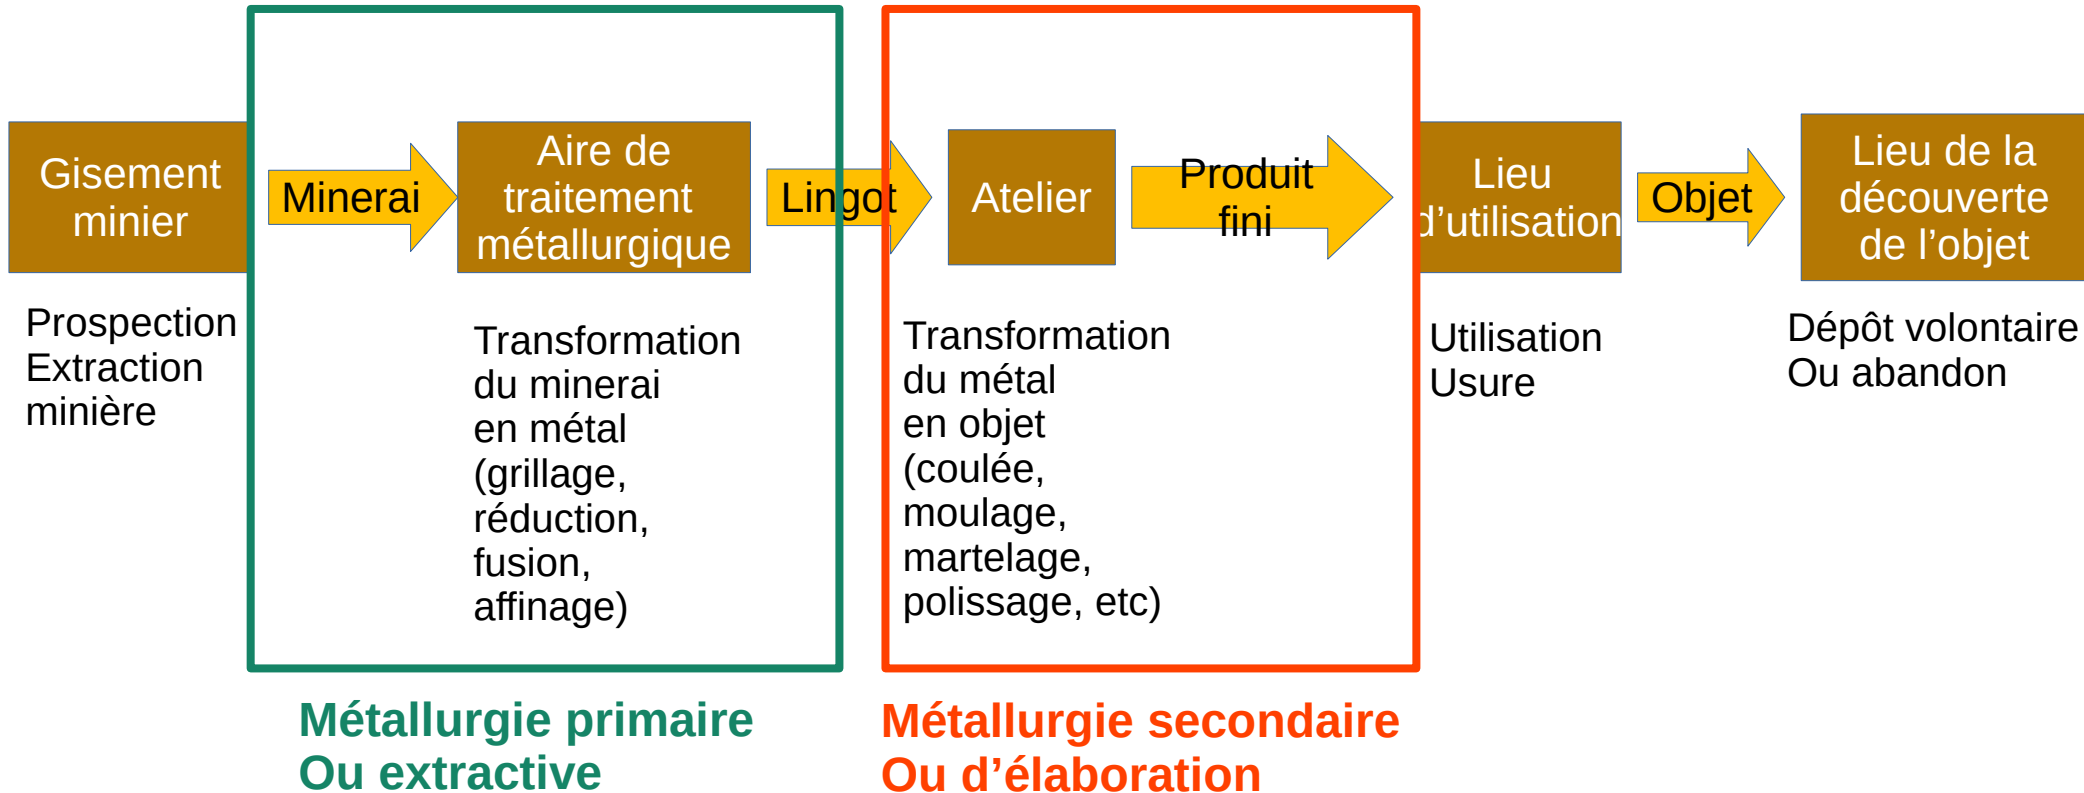 Gisement
minier
Minerai
Aire de
traitement
métallurgique
Lingot
Atelier
Produit
fini
Lieu
d’utilisation
Objet
Lieu de la
découverte
de l’objet
Prospection
Extraction
minière
Transformation
du minerai
en métal
(grillage,
réduction,
fusion,
affinage)
Transformation
du métal
en objet
(coulée,
moulage,
martelage,
polissage, etc)
Utilisation
Usure
Dépôt volontaire
Ou abandon
Métallurgie primaire
Ou extractive
Métallurgie secondaire
Ou d’élaboration